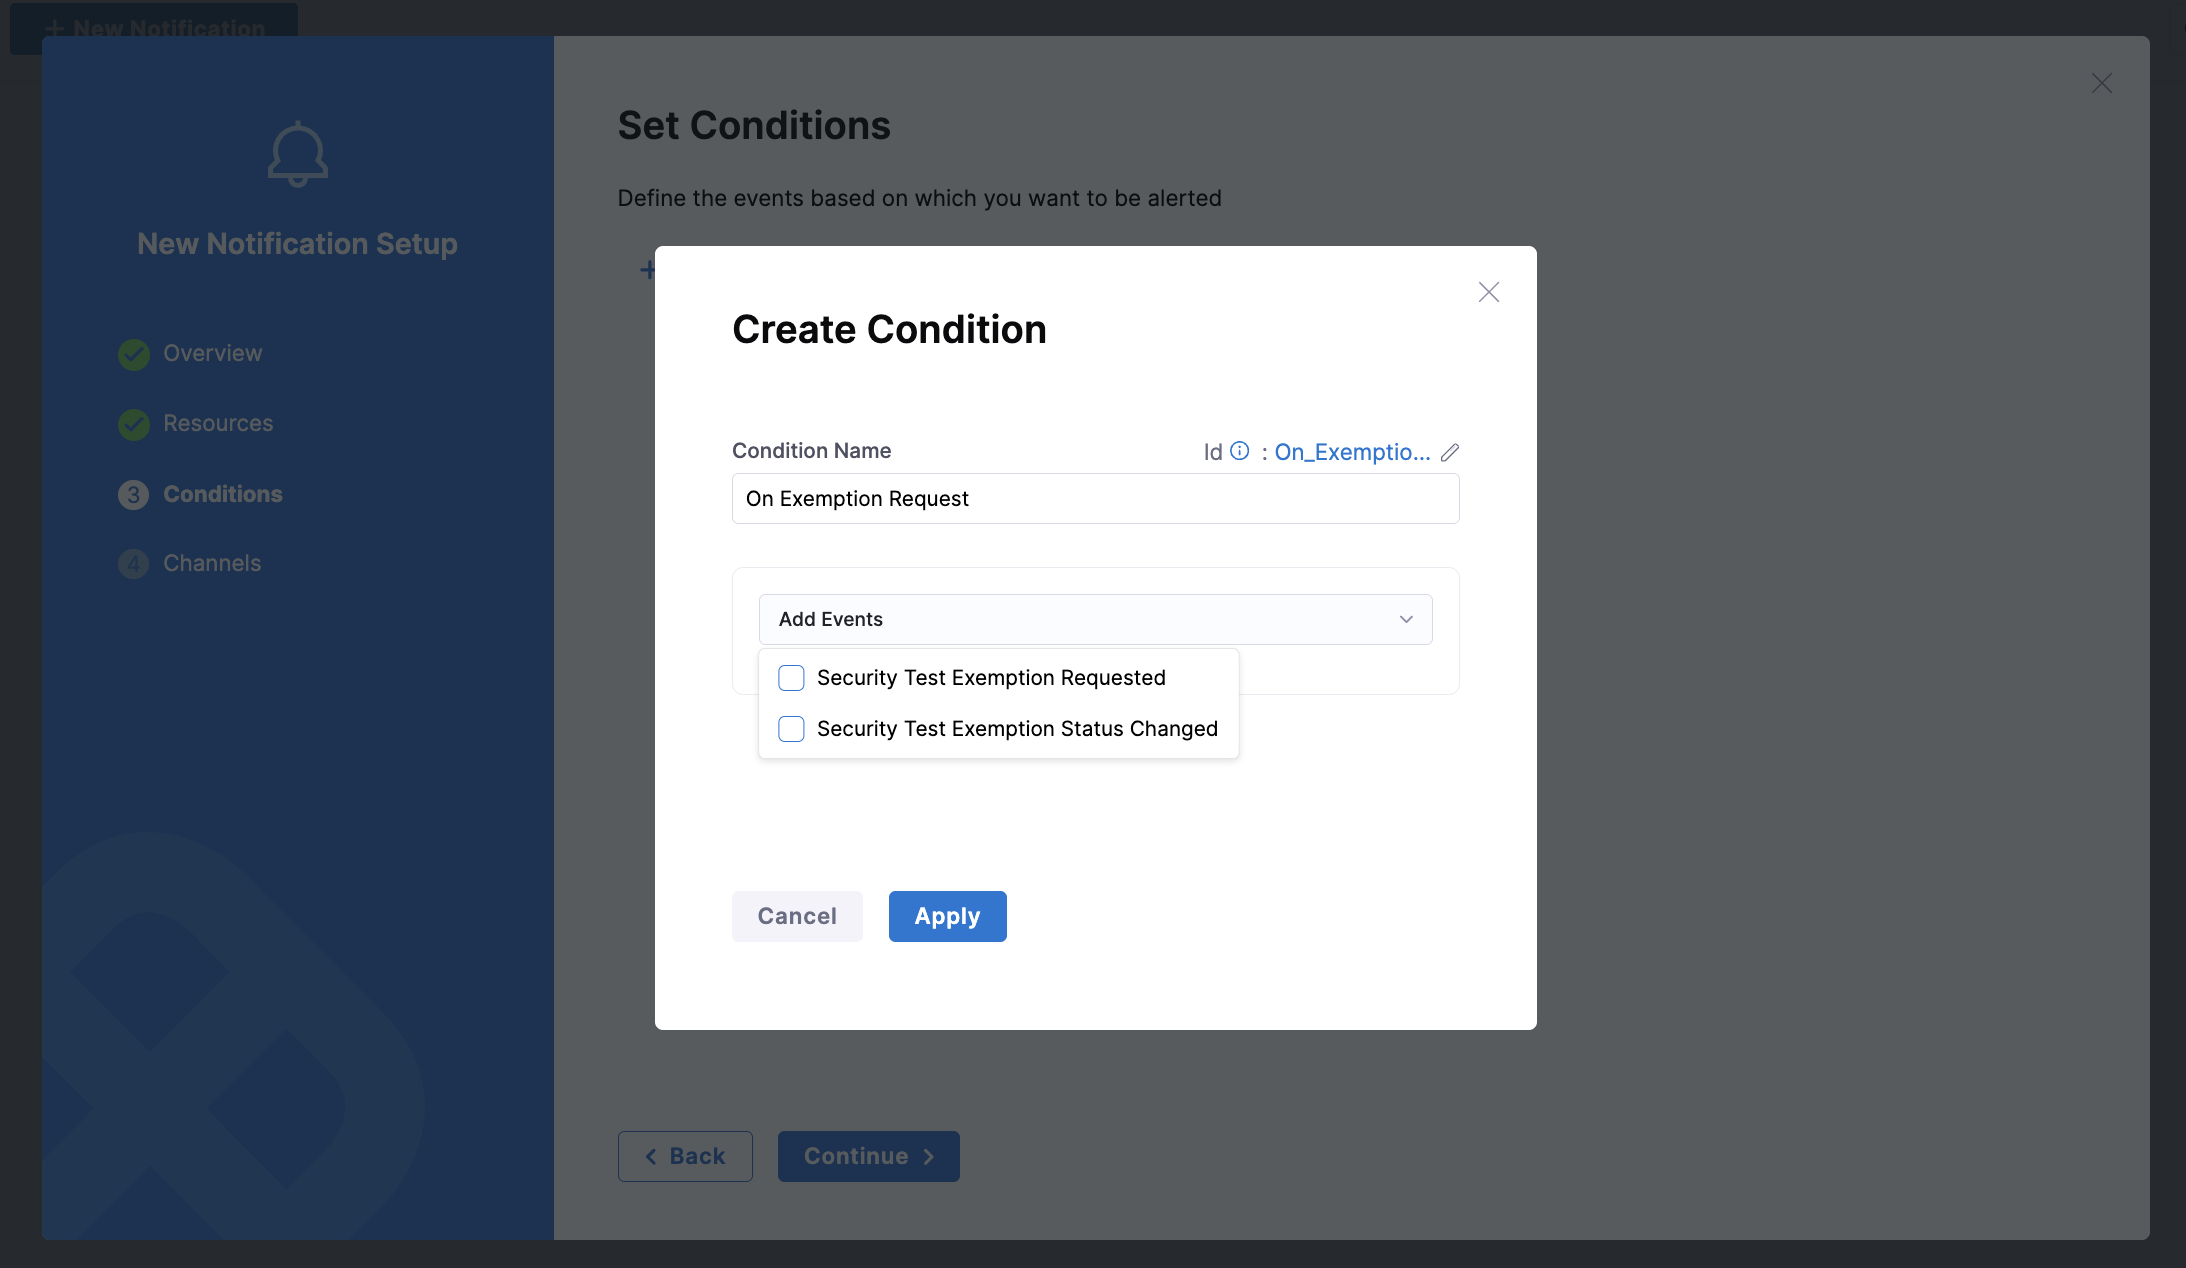 + New Notification
New Notification Setup
Overview
Resources
3 Conditions
4 Channels
Set Conditions
Define the events based on which you want to be alerted
+
Create Condition
Condition Name
Id : On_Exemptio...
On Exemption Request
Add Events
Security Test Exemption Requested
Security Test Exemption Status Changed
Cancel
Apply
Back
Continue